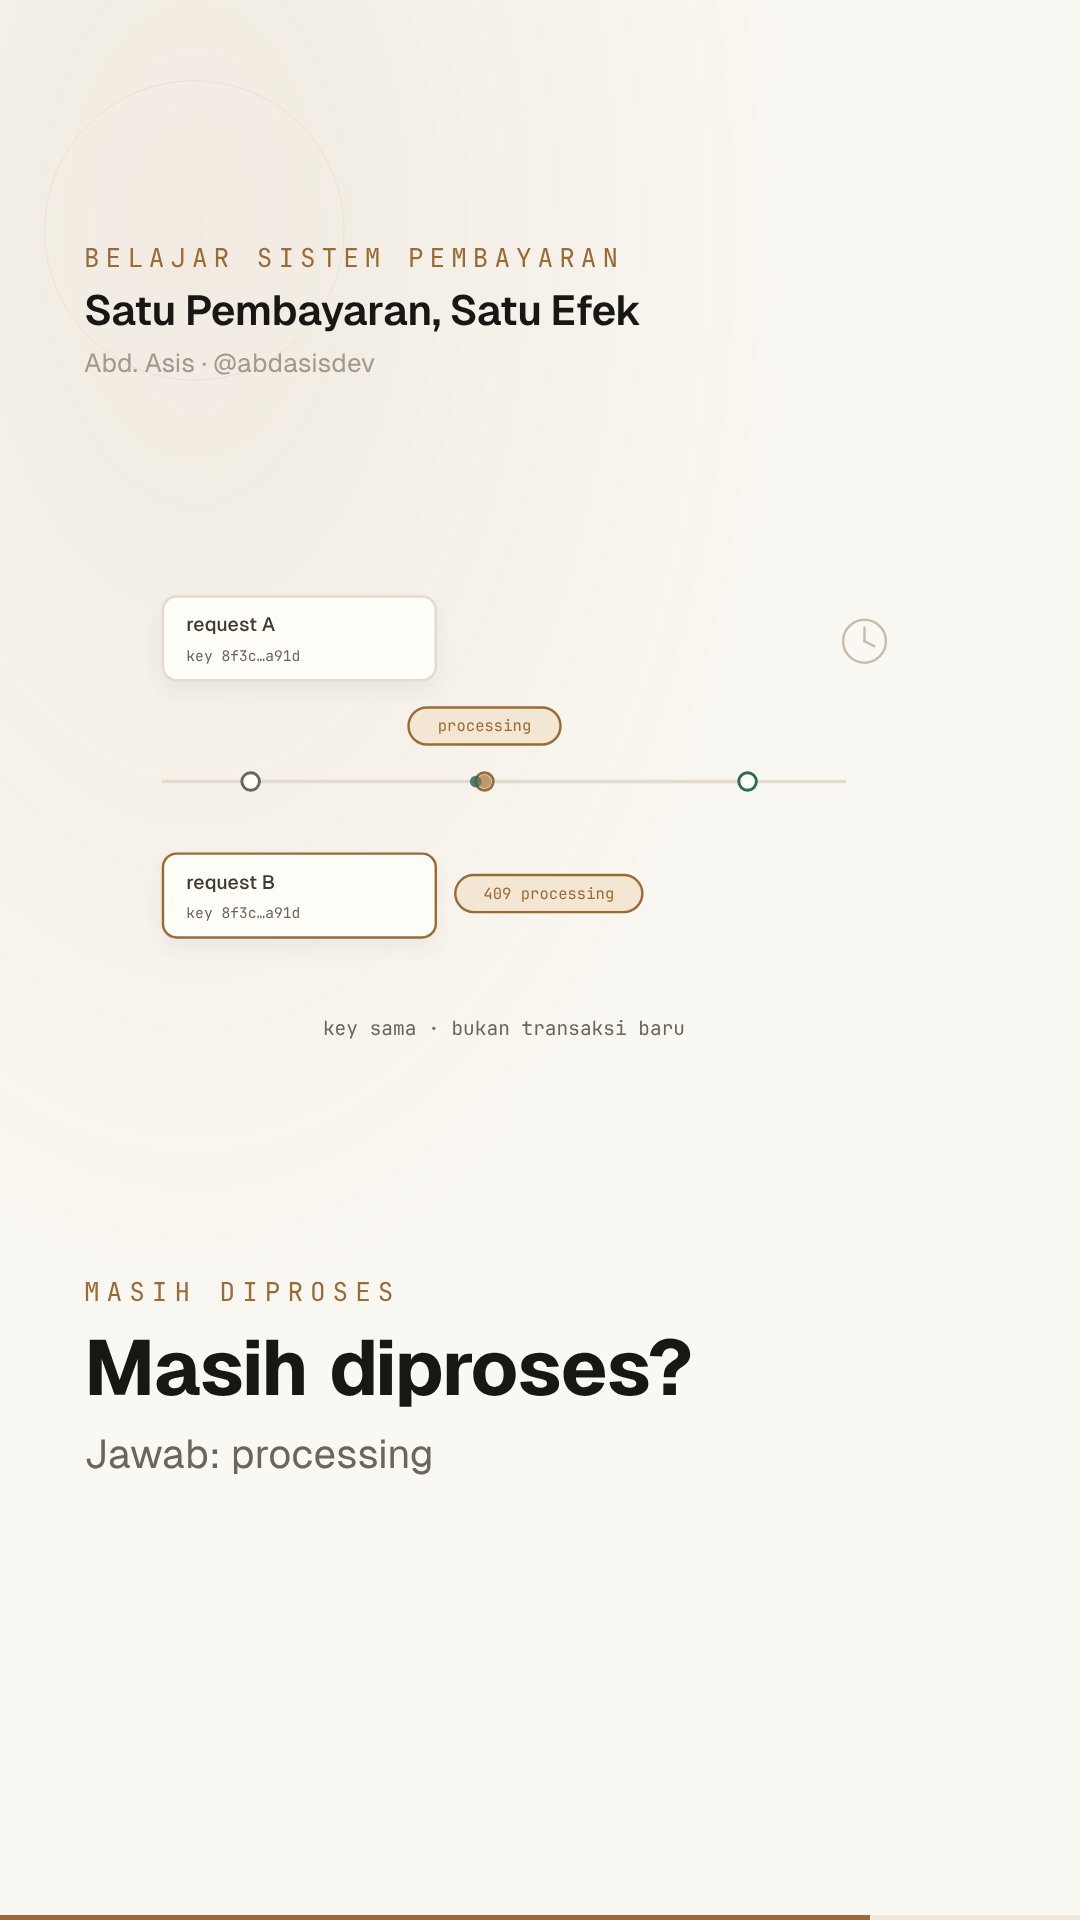 BELAJAR SISTEM PEMBAYARAN
Satu Pembayaran, Satu Efek
Abd. Asis · @abdasisdev
request A
key 8f3c…a91d
processing
request B
key 8f3c…a91d
409 processing
key sama · bukan transaksi baru
MASIH DIPROSES
Masih diproses?
Jawab: processing